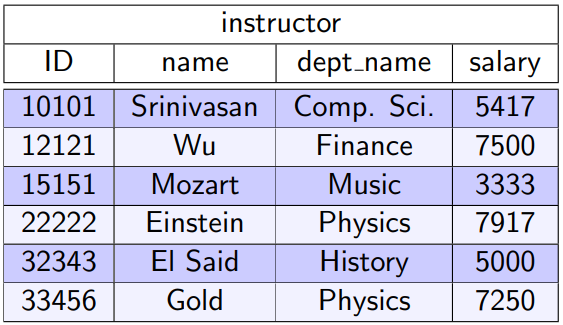 instructor
ID name dept_name salary
10101 Srinivasan Comp. Sci. 5417
12121 Wu Finance 7500
15151 Mozart Music 3333
22222 Einstein Physics 7917
32343 El Said History 5000
33456 Gold Physics 7250